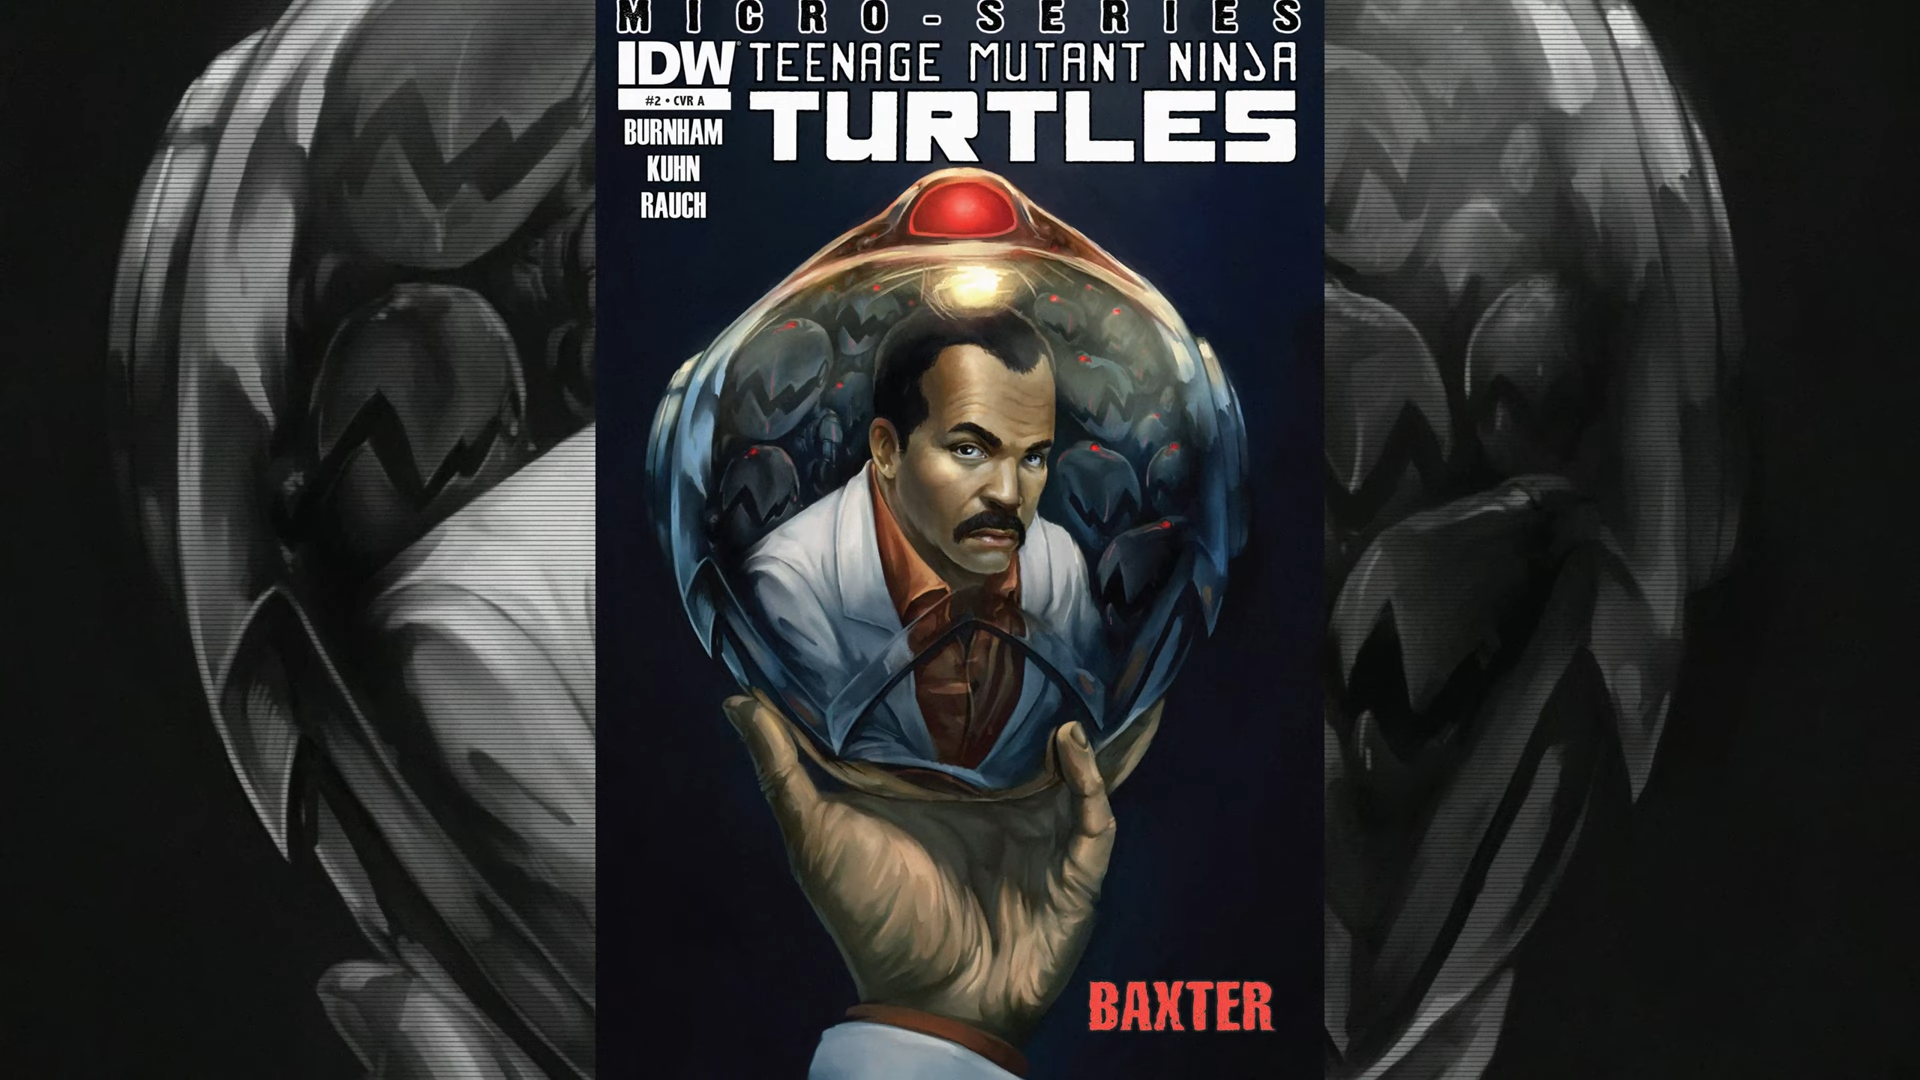 MICRO-SERIES
IDW
TEENAGE MUTANT NINJA
TURTLES
#2 • CVR A
BURNHAM
KUHN
RAUCH
BAXTER